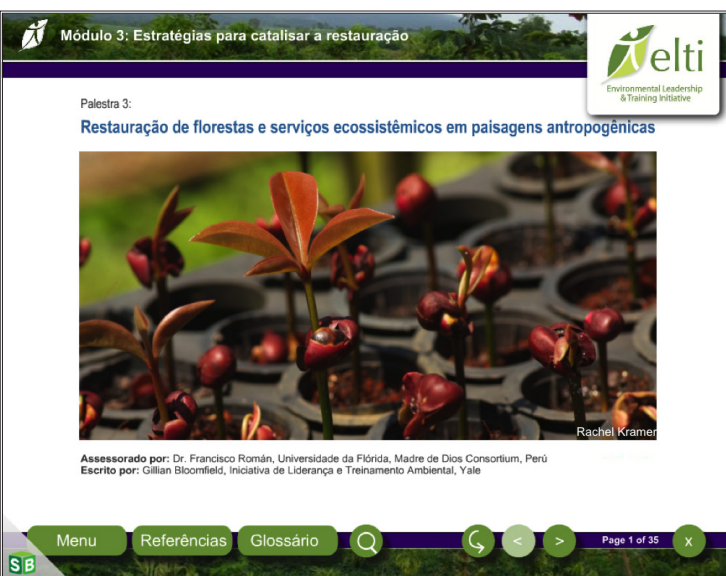 Módulo 3: Estratégias para catalisar a restauração
elti
Environmental Leadership
& Training Initiative
Palestra 3:
Restauração de florestas e serviços ecossistêmicos em paisagens antropogênicas
Rachel Kramer
Assessorado por: Dr. Francisco Román, Universidade da Flórida, Madre de Dios Consortium, Perú
Escrito por: Gillian Bloomfield, Iniciativa de Liderança e Treinamento Ambiental, Yale
Menu Referências Glossário < > Page 1 of 35 x
SB